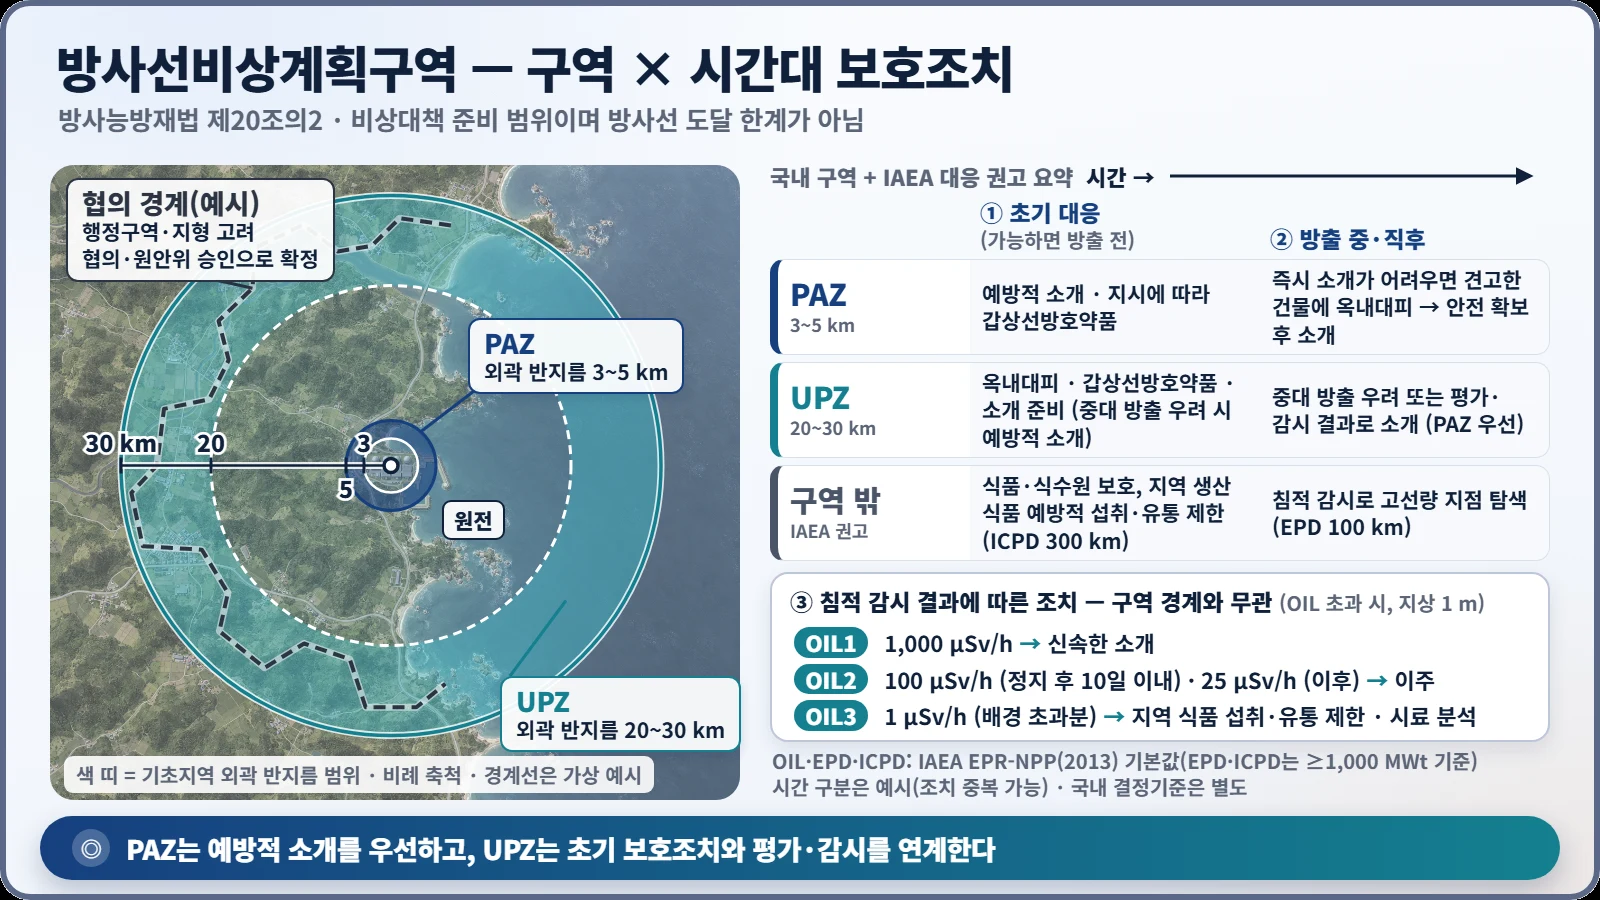 방사선비상계획구역 — 구역 × 시간대 보호조치
방사능방재법 제20조의2 · 비상대책 준비 범위이며 방사선 도달 한계가 아님
협의 경계(예시)
행정구역·지형 고려
협의·원안위 승인으로 확정
PAZ
외곽 반지름 3~5 km
30 km
20
3
5
원전
UPZ
외곽 반지름 20~30 km
색 띠 = 기초지역 외곽 반지름 범위 · 비례 축척 · 경계선은 가상 예시
국내 구역 + IAEA 대응 권고 요약 시간 →
① 초기 대응
(가능하면 방출 전)
② 방출 중·직후
PAZ
3~5 km
예방적 소개 · 지시에 따라
갑상선방호약품
즉시 소개가 어려우면 견고한
건물에 옥내대피 → 안전 확보
후 소개
UPZ
20~30 km
옥내대피 · 갑상선방호약품 ·
소개 준비 (중대 방출 우려 시
예방적 소개)
중대 방출 우려 또는 평가·
감시 결과로 소개 (PAZ 우선)
구역 밖
IAEA 권고
식품·식수원 보호, 지역 생산
식품 예방적 섭취·유통 제한
(ICPD 300 km)
침적 감시로 고선량 지점 탐색
(EPD 100 km)
③ 침적 감시 결과에 따른 조치 — 구역 경계와 무관 (OIL 초과 시, 지상 1 m)
OIL1 1,000 μSv/h → 신속한 소개
OIL2 100 μSv/h (정지 후 10일 이내) · 25 μSv/h (이후) → 이주
OIL3 1 μSv/h (배경 초과분) → 지역 식품 섭취·유통 제한 · 시료 분석
OIL·EPD·ICPD: IAEA EPR-NPP(2013) 기본값(EPD·ICPD는 ≥1,000 MWt 기준)
시간 구분은 예시(조치 중복 가능) · 국내 결정기준은 별도
◎ PAZ는 예방적 소개를 우선하고, UPZ는 초기 보호조치와 평가·감시를 연계한다